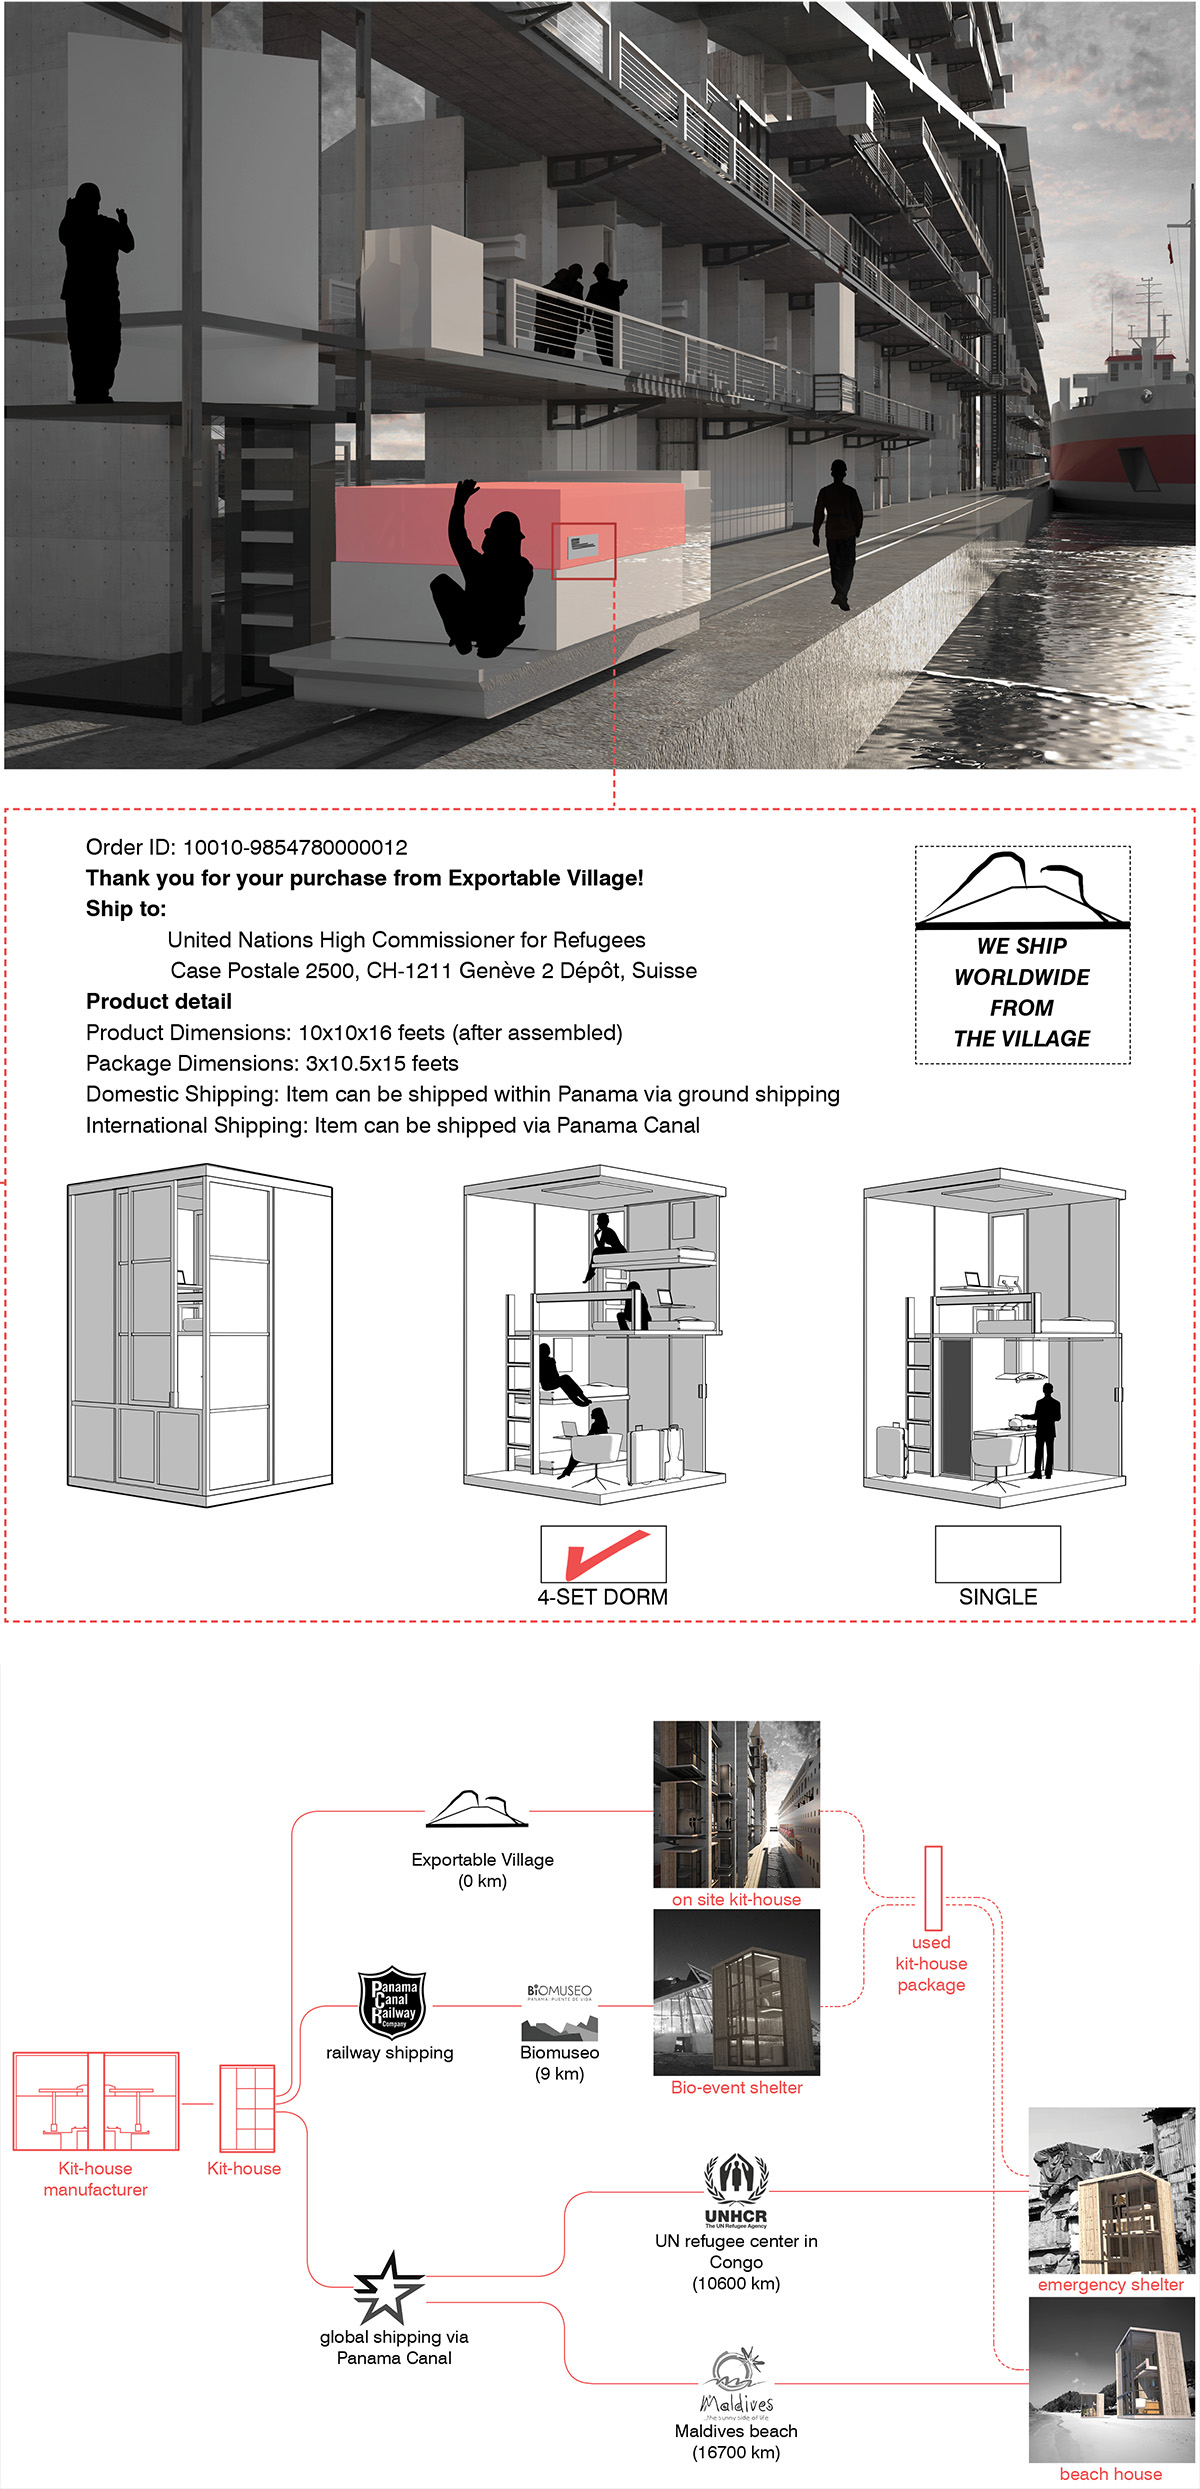 Order ID: 10010-9854780000012
Thank you for your purchase from Exportable Village!
Ship to:
United Nations High Commissioner for Refugees
Case Postale 2500, CH-1211 Genève 2 Dépôt, Suisse
Product detail
Product Dimensions: 10x10x16 feets (after assembled)
Package Dimensions: 3x10.5x15 feets
Domestic Shipping: Item can be shipped within Panama via ground shipping
International Shipping: Item can be shipped via Panama Canal
WE SHIP
WORLDWIDE
FROM
THE VILLAGE
4-SET DORM
SINGLE
Exportable Village
(0 km)
on site kit-house
used
kit-house
package
Panama
Canal
Railway
Company
railway shipping
BiOMUSEO
PANAMA: PUENTE DE VIDA
Biomuseo
(9 km)
Bio-event shelter
Kit-house
manufacturer
Kit-house
UNHCR
The UN Refugee Agency
UN refugee center in
Congo
(10600 km)
emergency shelter
global shipping via
Panama Canal
Maldives
...the sunny side of life
Maldives beach
(16700 km)
beach house